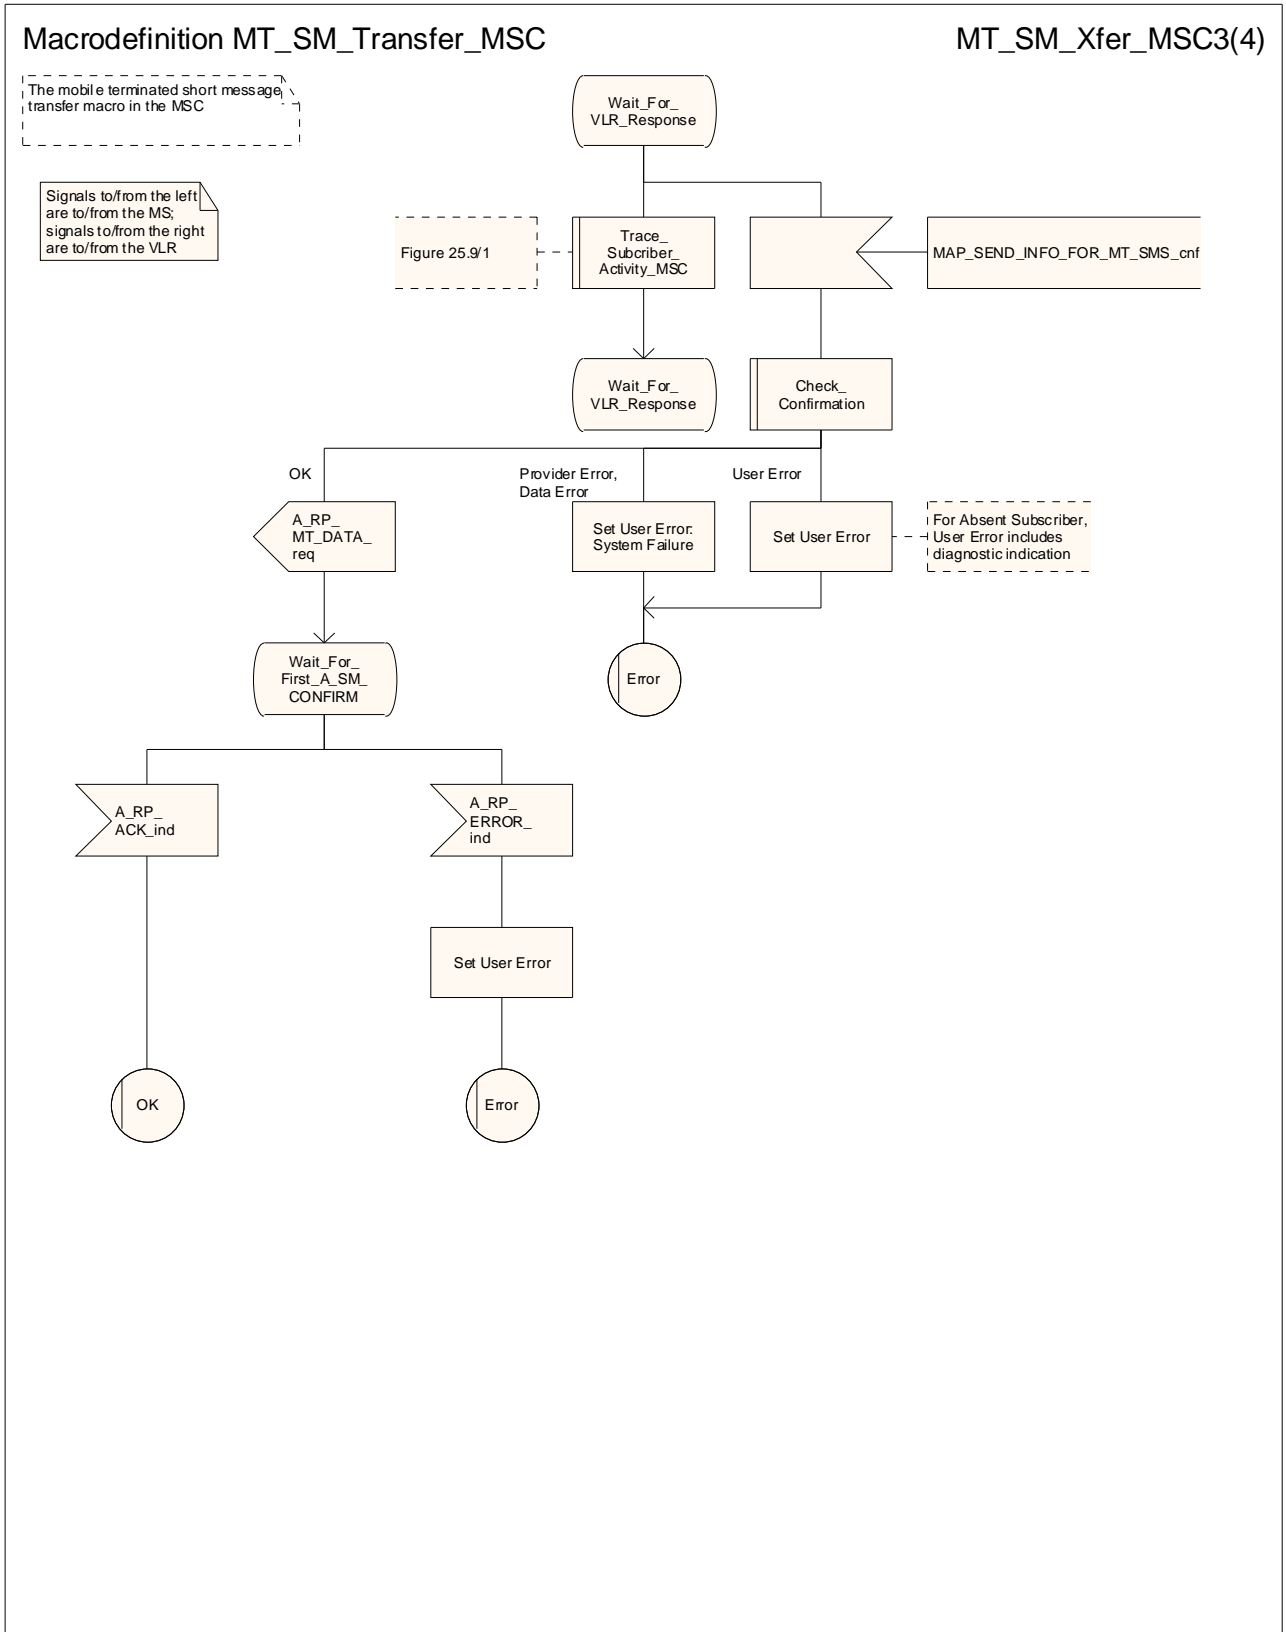 Macrodefinition MT_SM_Transfer_MSC
MT_SM_Xfer_MSC3(4)
The mobile terminated short message
transfer macro in the MSC
Wait_For_
VLR_Response
Signals to/from the left
are to/from the MS;
signals to/from the right
are to/from the VLR
Figure 25.9/1
Trace_
Subcriber_
Activity_MSC
MAP_SEND_INFO_FOR_MT_SMS_cnf
Wait_For_
VLR_Response
Check_
Confirmation
OK
Provider Error,
Data Error
User Error
A_RP_
MT_DATA_
req
Set User Error:
System Failure
Set User Error
For Absent Subscriber,
User Error includes
diagnostic indication
Wait_For_
First_A_SM_
CONFIRM
Error
A_RP_
ACK_ind
A_RP_
ERROR_
ind
Set User Error
OK
Error